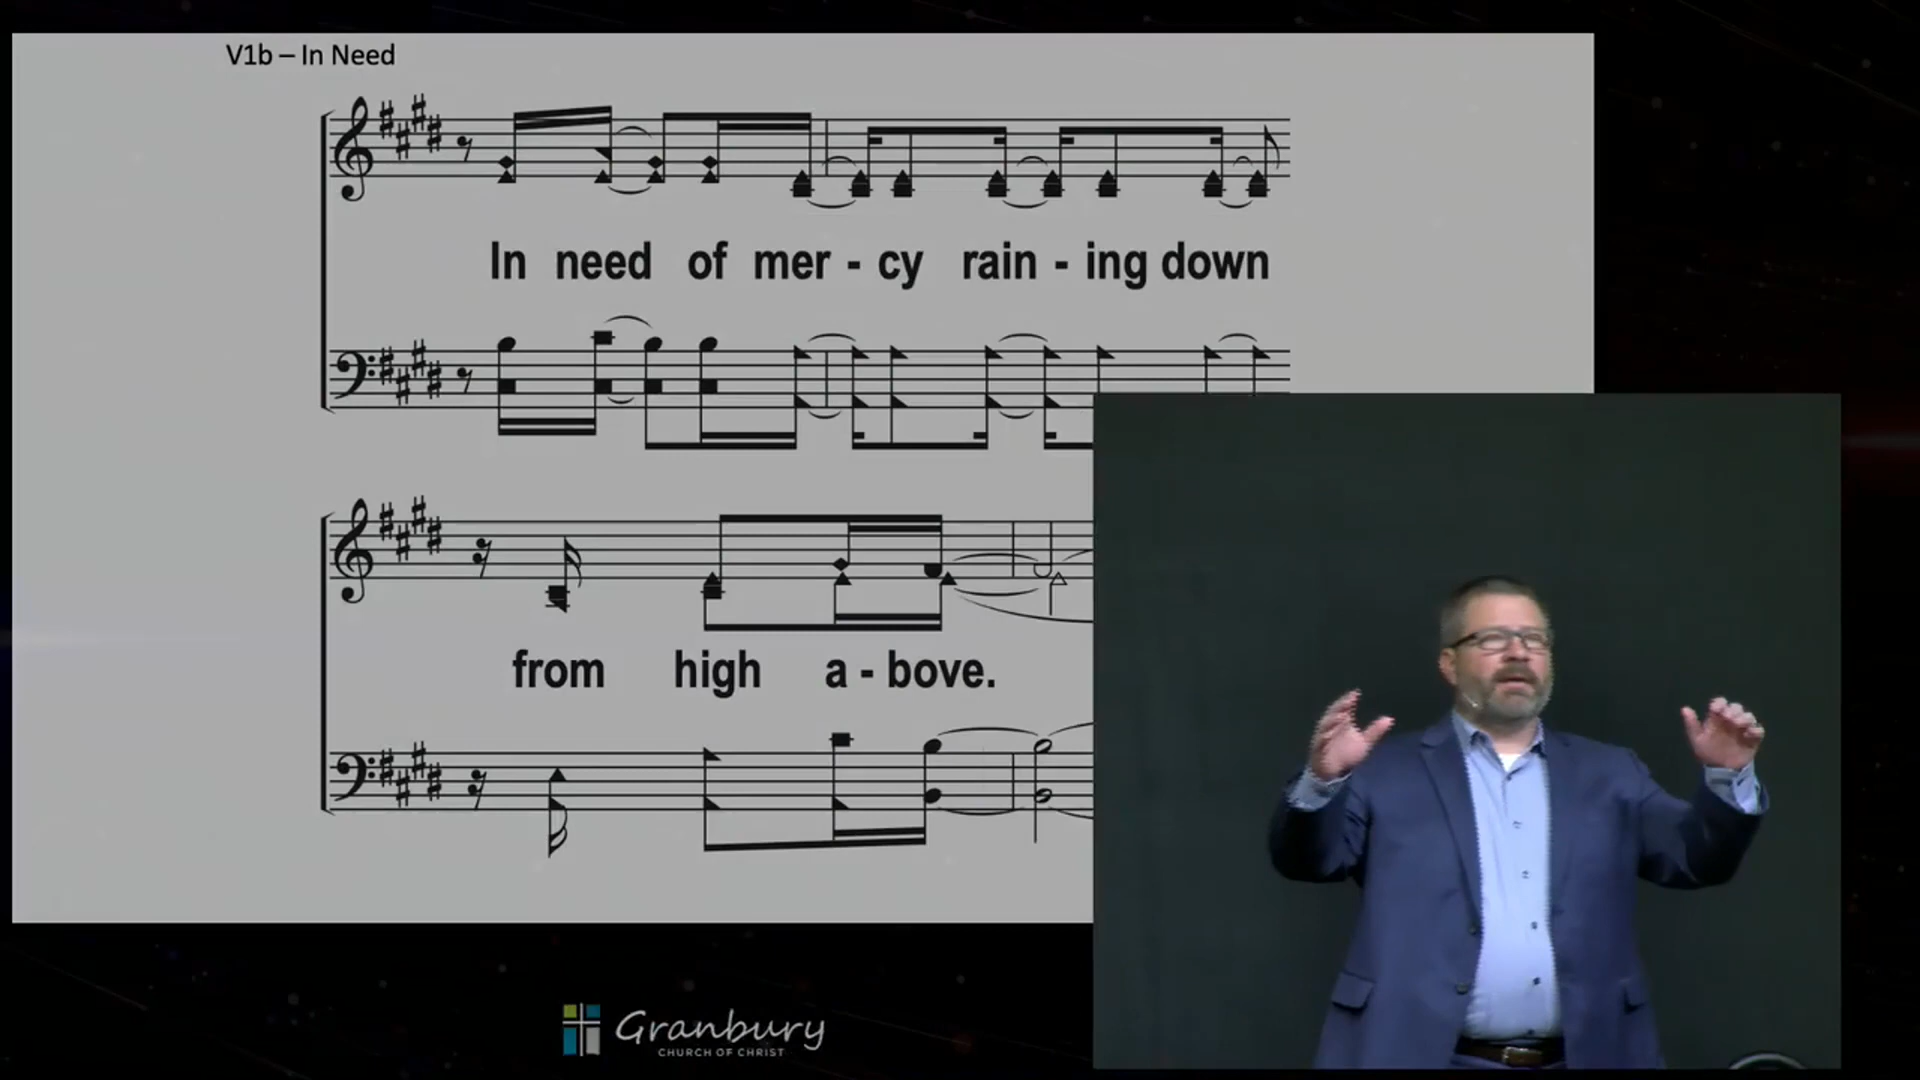 V1b – In Need
In need of mer - cy rain - ing down
from high a - bove.
Granbury
CHURCH OF CHRIST